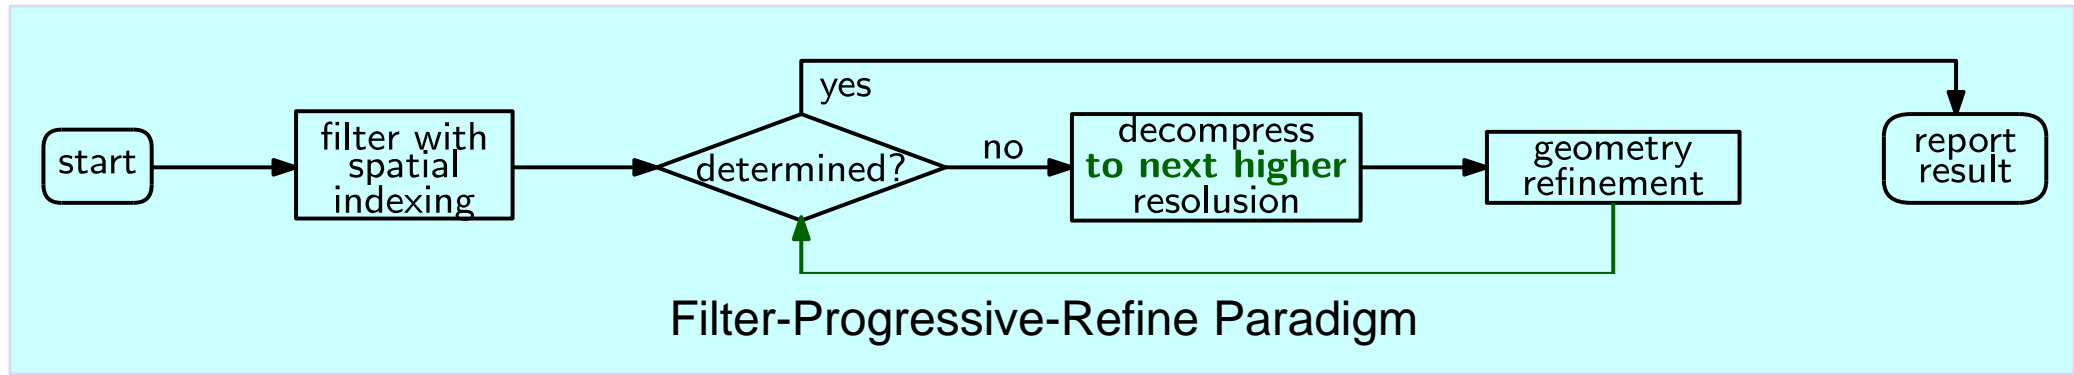 start
filter with
spatial
indexing
determined?
yes
no
decompress
to next higher
resolusion
geometry
refinement
report
result
Filter-Progressive-Refine Paradigm